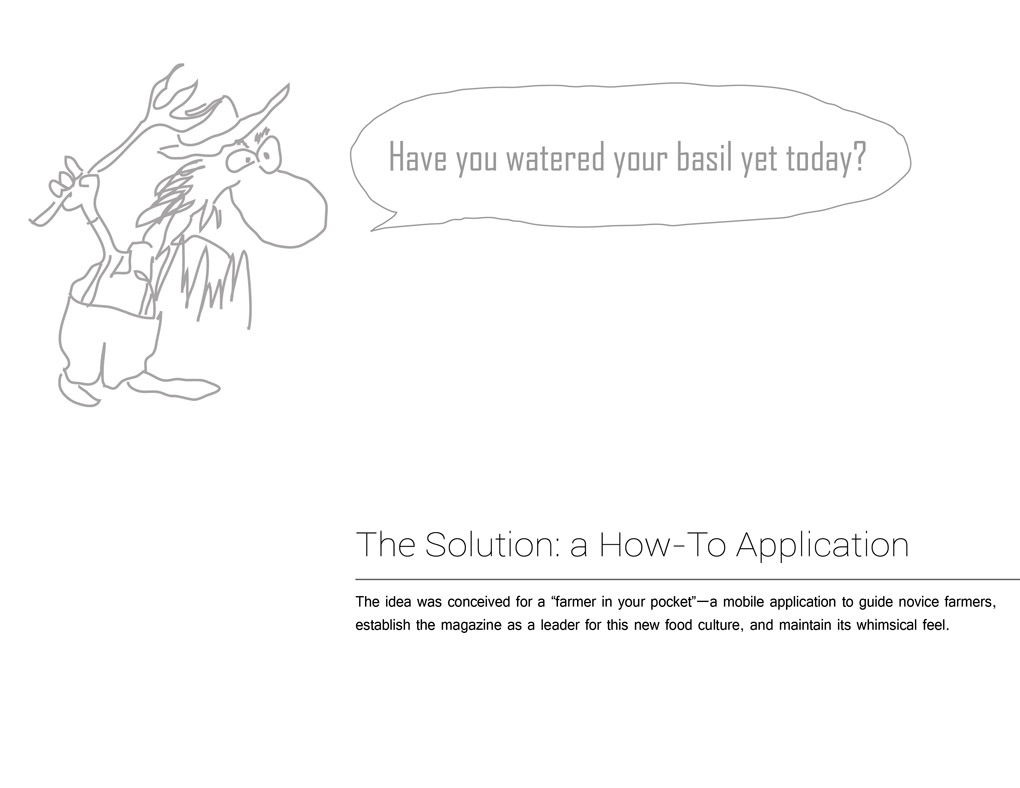 Have you watered your basil yet today?
The Solution: a How-To Application
The idea was conceived for a “farmer in your pocket”—a mobile application to guide novice farmers,
establish the magazine as a leader for this new food culture, and maintain its whimsical feel.